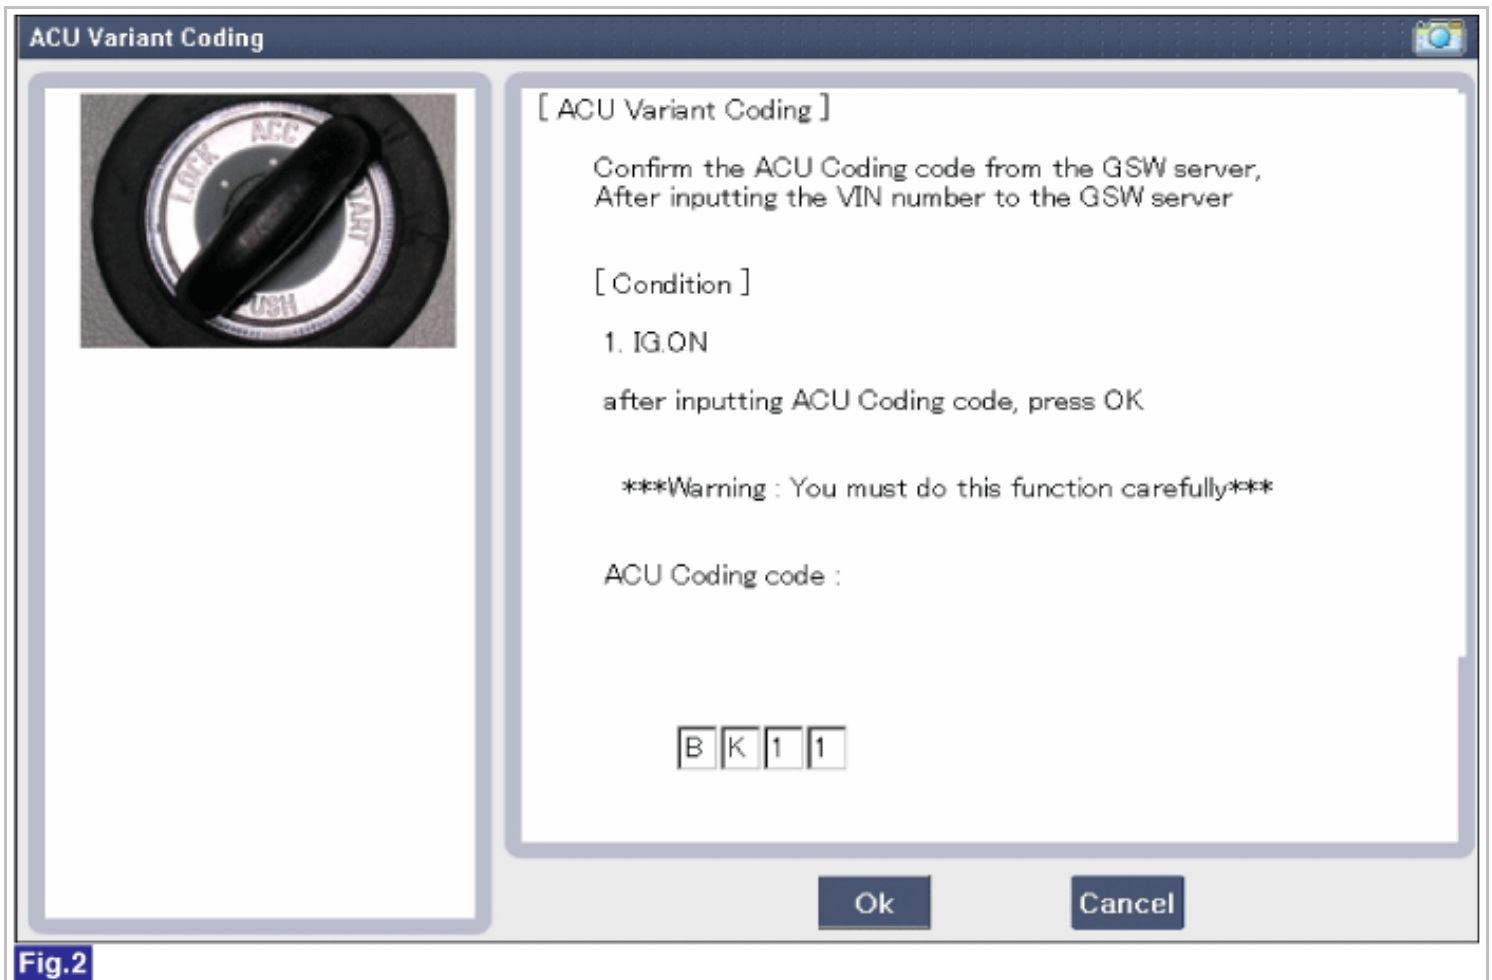 ACU Variant Coding
ACC
LOCK
START
PUSH
[ ACU Variant Coding ]
Confirm the ACU Coding code from the GSW server,
After inputting the VIN number to the GSW server
[ Condition ]
1. IG.ON
after inputting ACU Coding code, press OK
***Warning : You must do this function carefully***
ACU Coding code :
B K 1 1
Ok Cancel
Fig.2